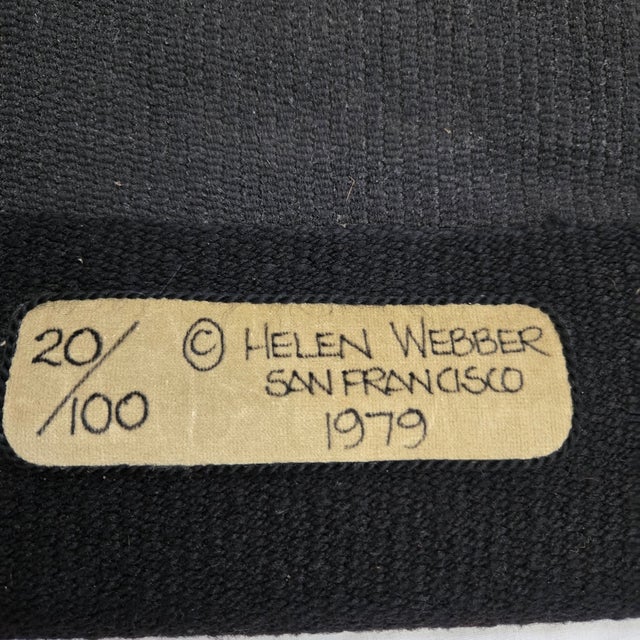 20/100
© HELEN WEBBER
SAN FRANCISCO
1979